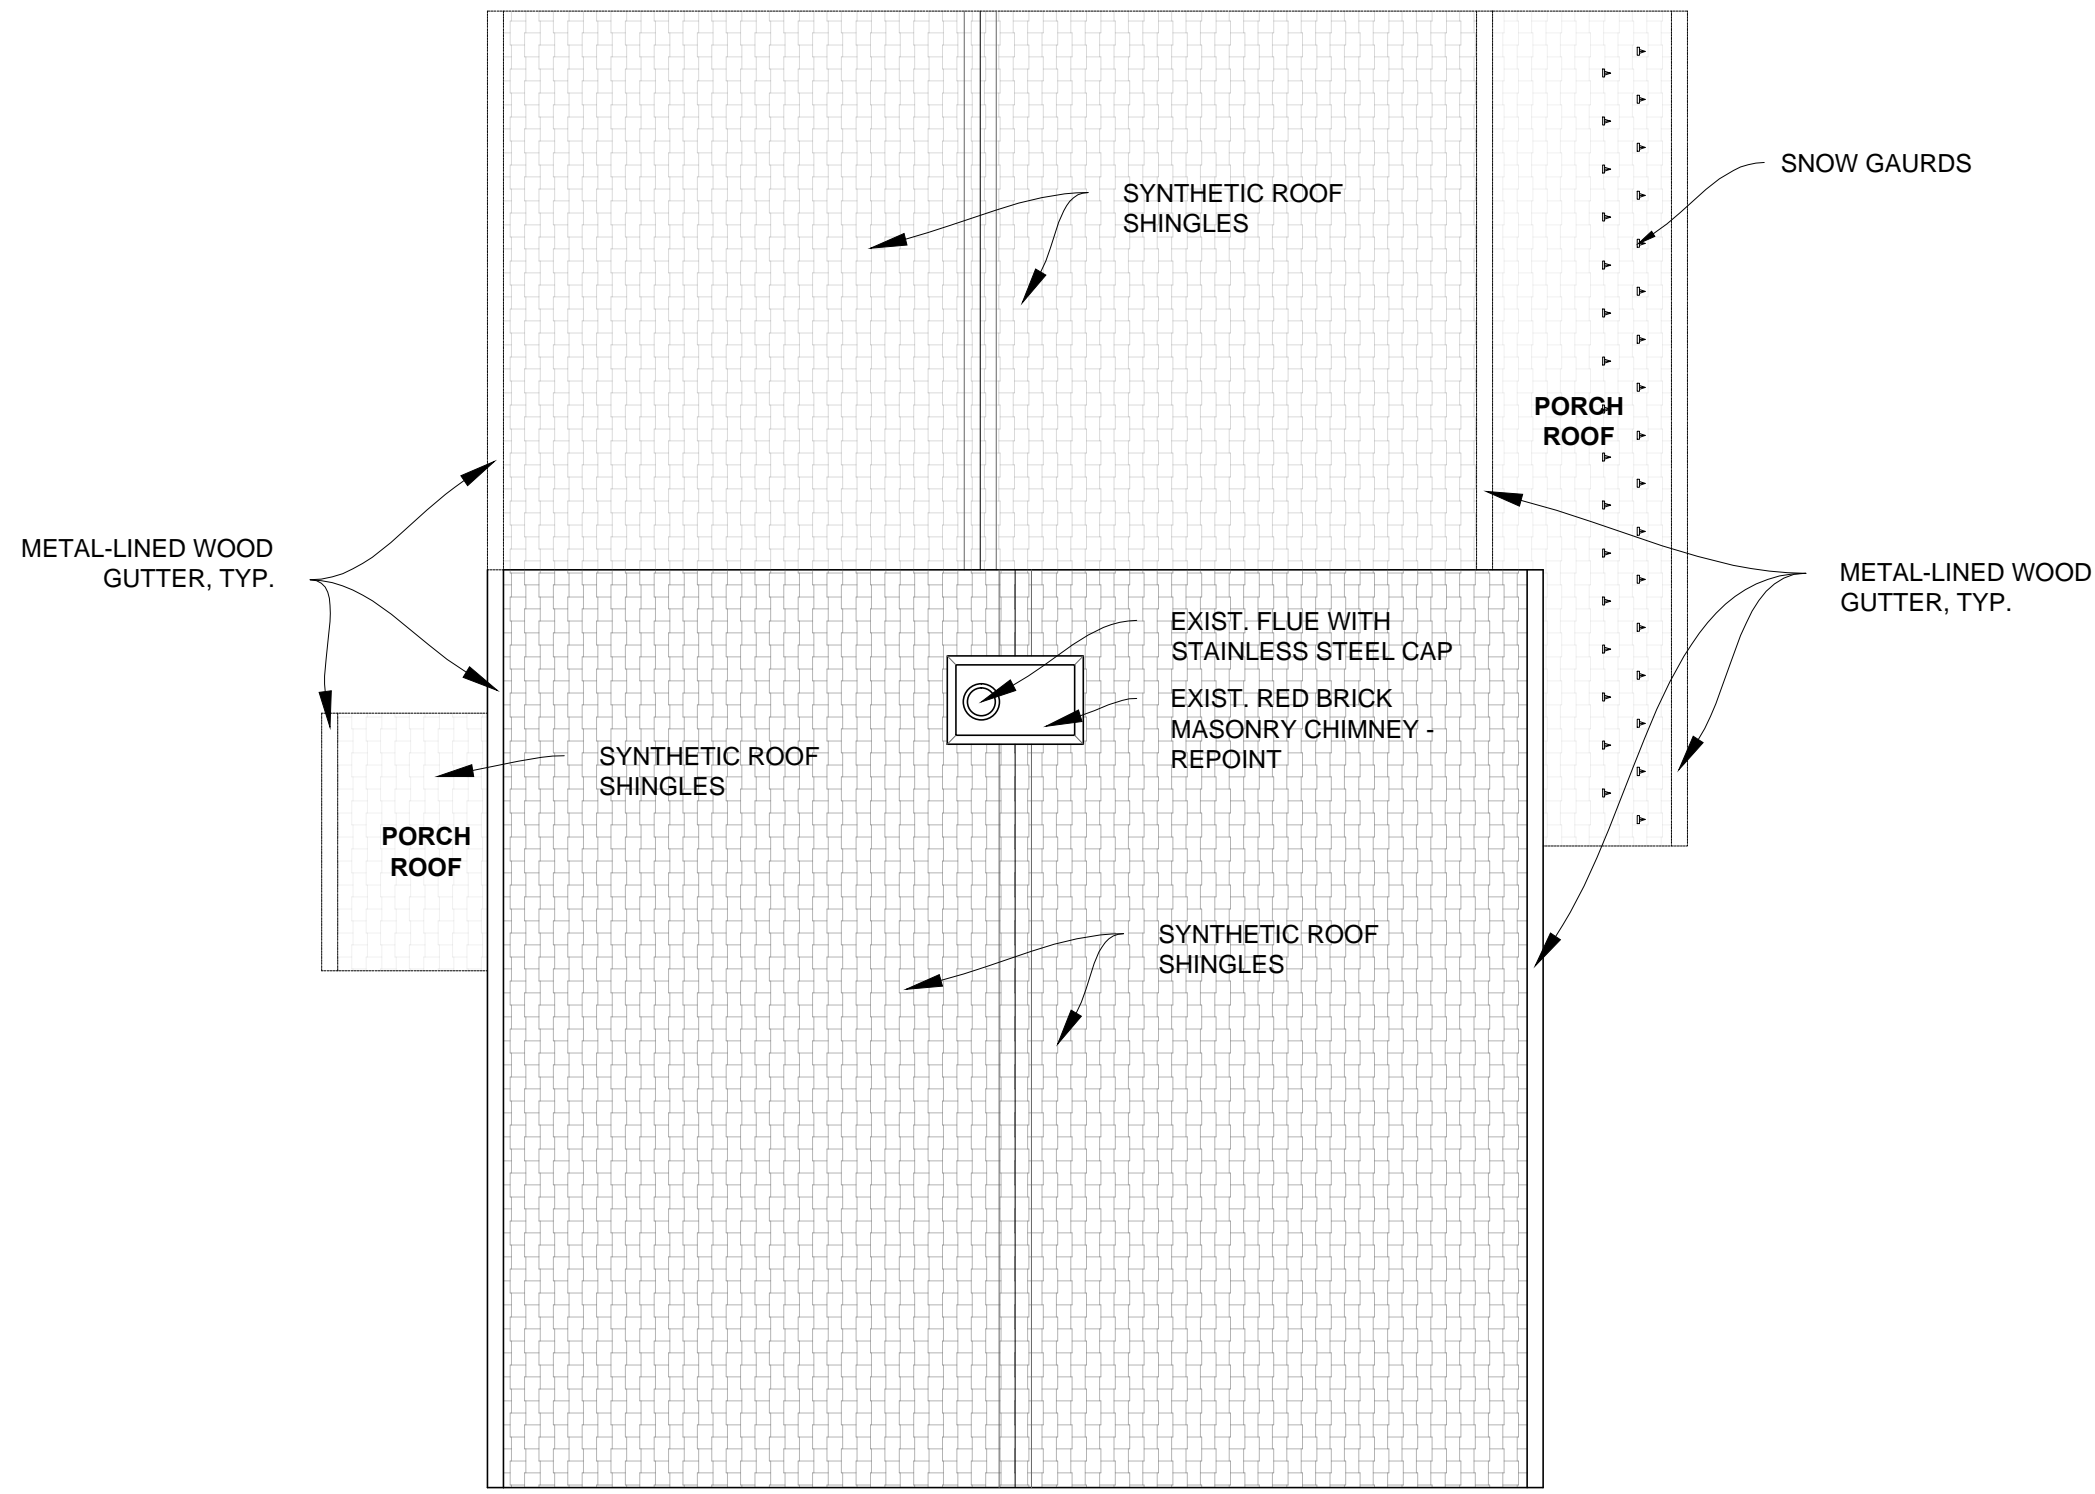 SNOW GAURDS
SYNTHETIC ROOF
SHINGLES
PORCH
ROOF
METAL-LINED WOOD
GUTTER, TYP.
METAL-LINED WOOD
GUTTER, TYP.
EXIST. FLUE WITH
STAINLESS STEEL CAP
EXIST. RED BRICK
MASONRY CHIMNEY -
REPOINT
SYNTHETIC ROOF
SHINGLES
PORCH
ROOF
SYNTHETIC ROOF
SHINGLES